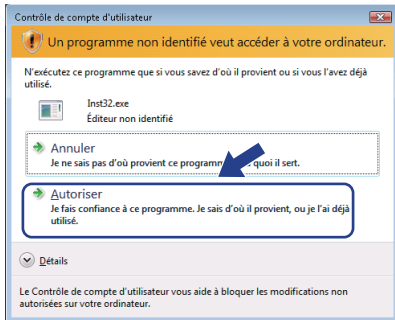 Contrôle de compte d'utilisateur
Un programme non identifié veut accéder à votre ordinateur.
N'exécutez ce programme que si vous savez d'où il provient ou si vous l'avez déjà
utilisé.
Inst32.exe
Éditeur non identifié
Annuler
Je ne sais pas d'où provient ce programme quoi il sert.
Autoriser
Je fais confiance à ce programme. Je sais d'où il provient, ou je l'ai déjà
utilisé.
Détails
Le Contrôle de compte d'utilisateur vous aide à bloquer les modifications non
autorisées sur votre ordinateur.